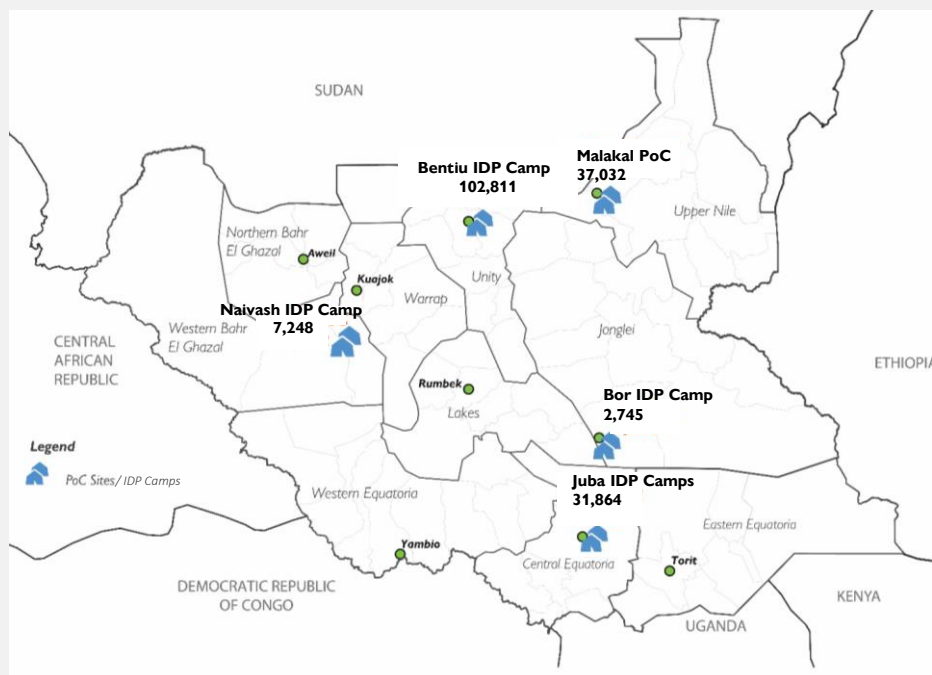 SUDAN
Malakal PoC
37,032
Bentiu IDP Camp
102,811
Upper Nile
Northern Bahr
El Ghazal
Aweil
Kuajok
Unity
Warrap
Naivash IDP Camp
7,248
Western Bahr
El Ghazal
Jonglei
CENTRAL
AFRICAN
REPUBLIC
ETHIOPIA
Rumbek
Lakes
Bor IDP Camp
2,745
Legend
PoC Sites/ IDP Camps
Juba IDP Camps
31,864
Western Equatoria
Eastern Equatoria
Yambio
Central Equatoria
Torit
DEMOCRATIC REPUBLIC
OF CONGO
KENYA
UGANDA